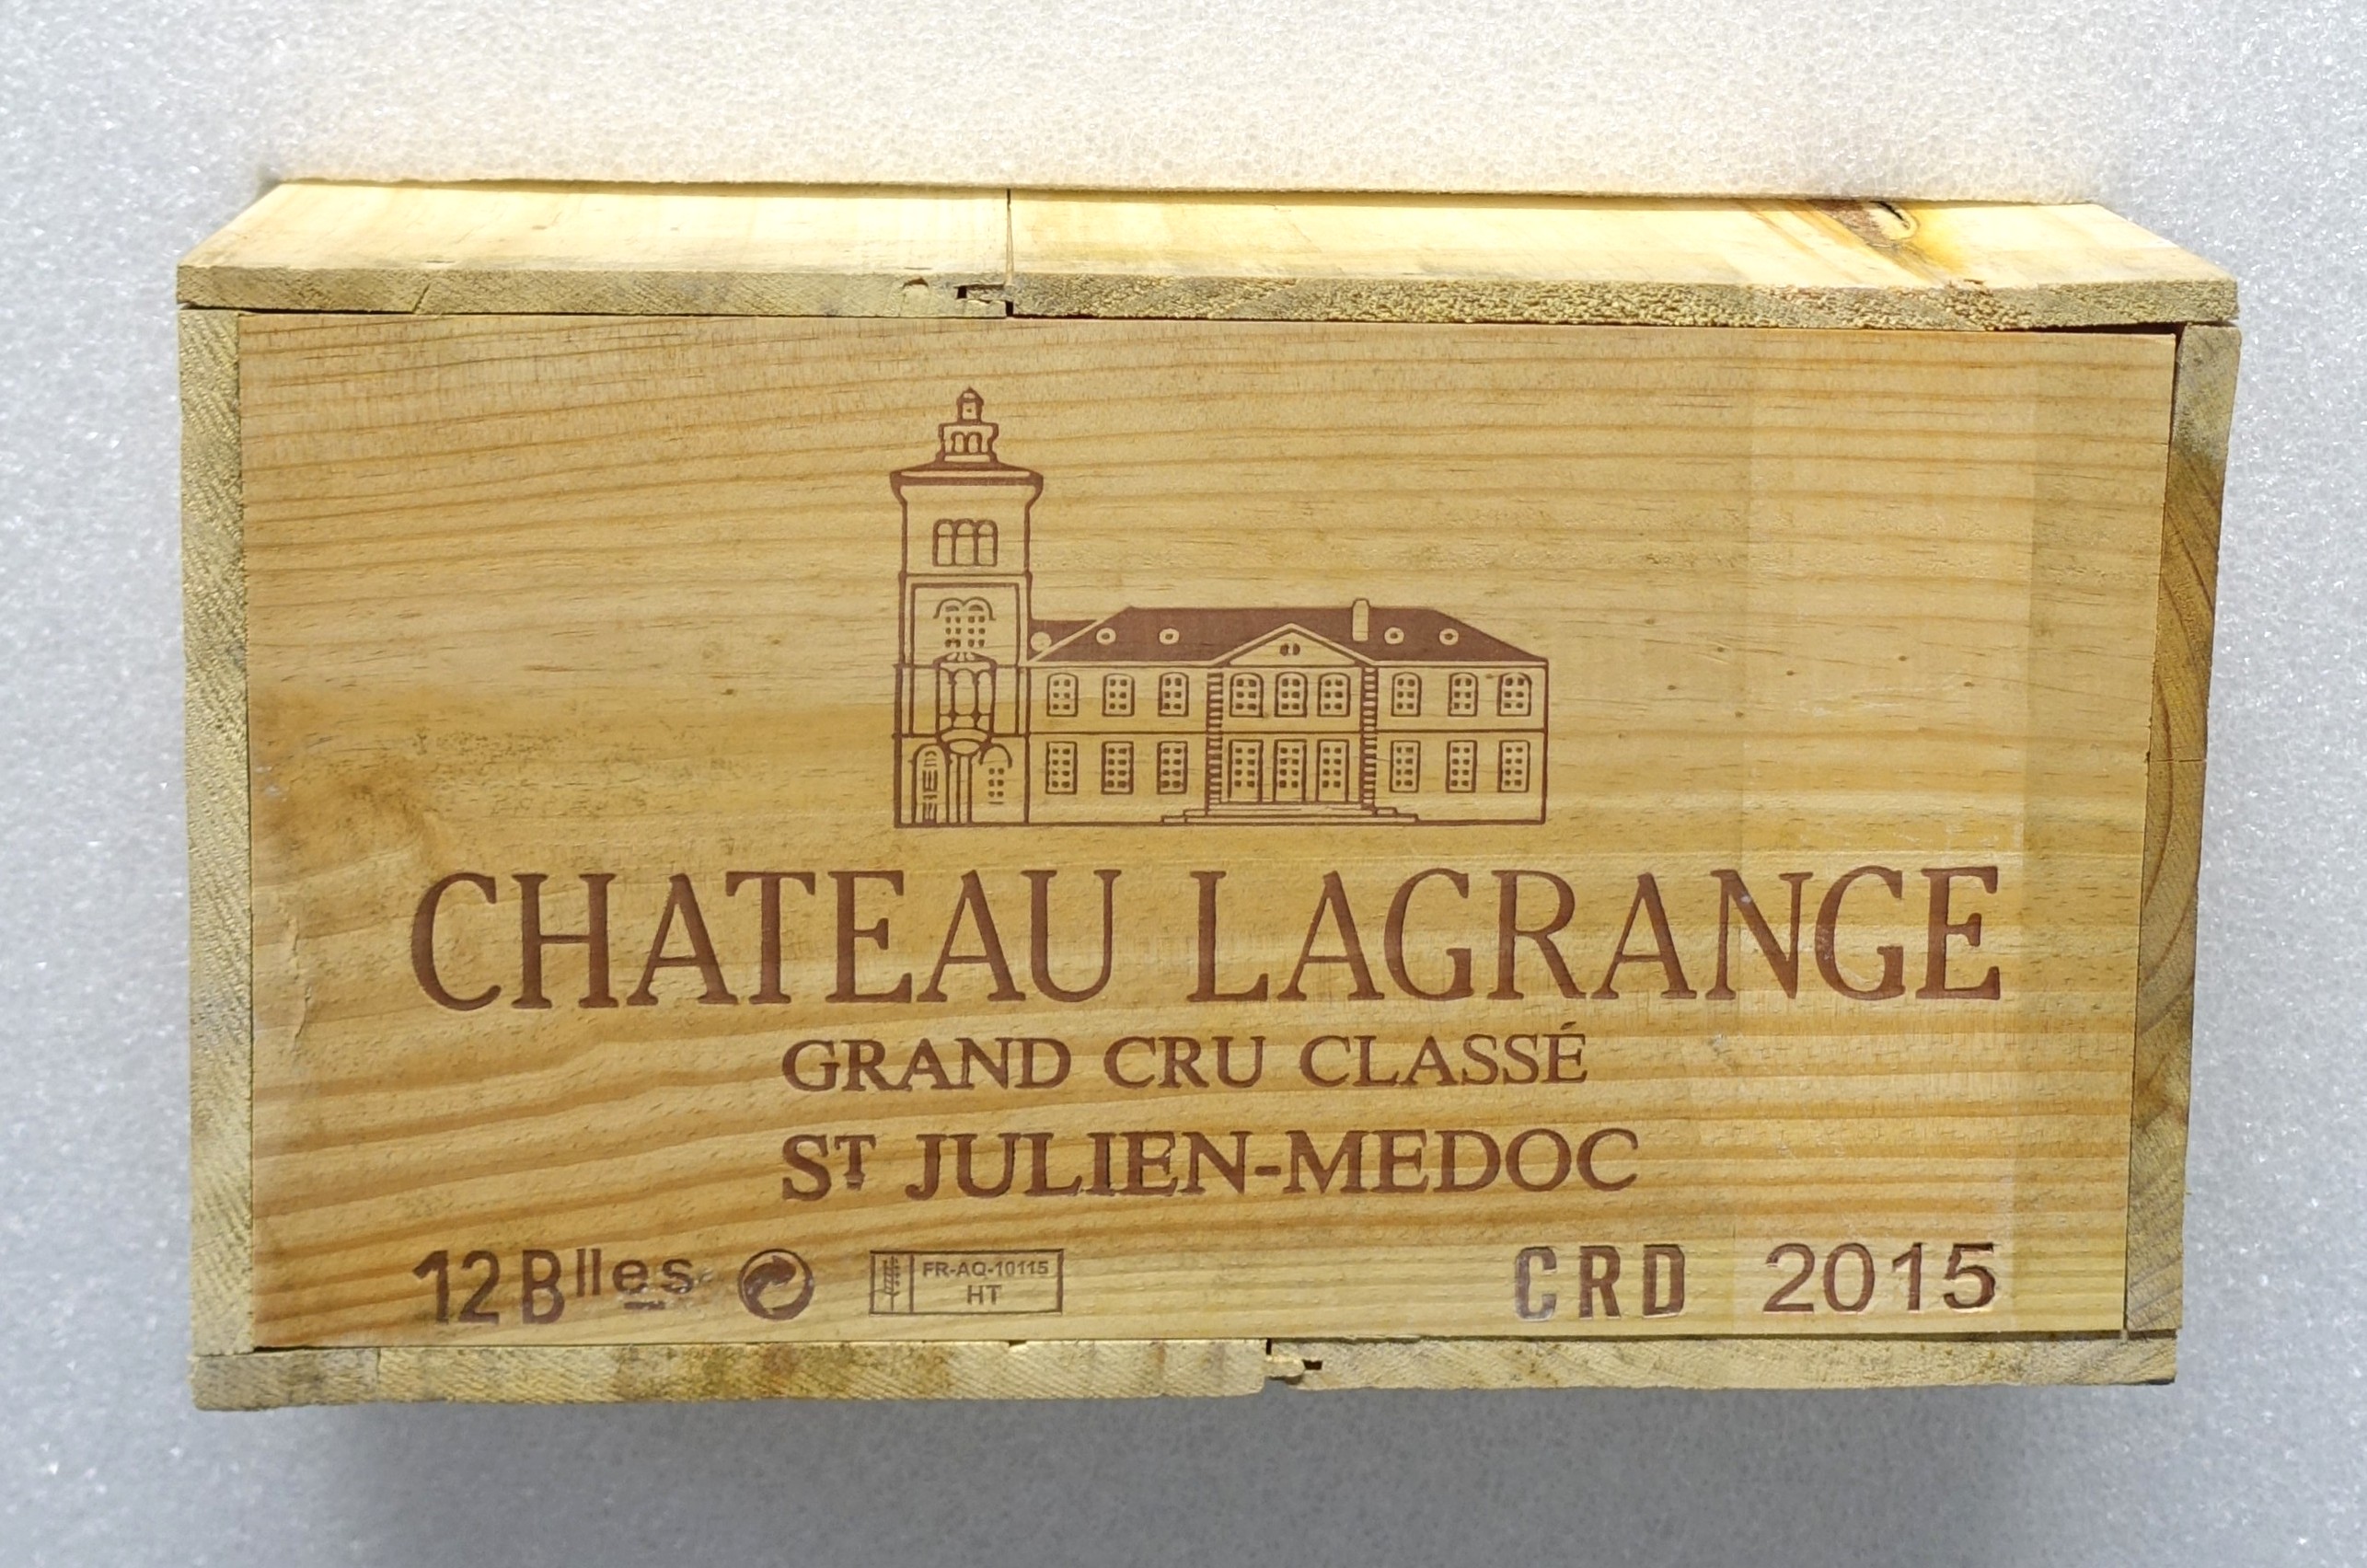 CHATEAU LAGRANGE
GRAND CRU CLASSÉ
ST JULIEN-MEDOC
12 Blles FR-AQ-10115 CRD 2015
HT